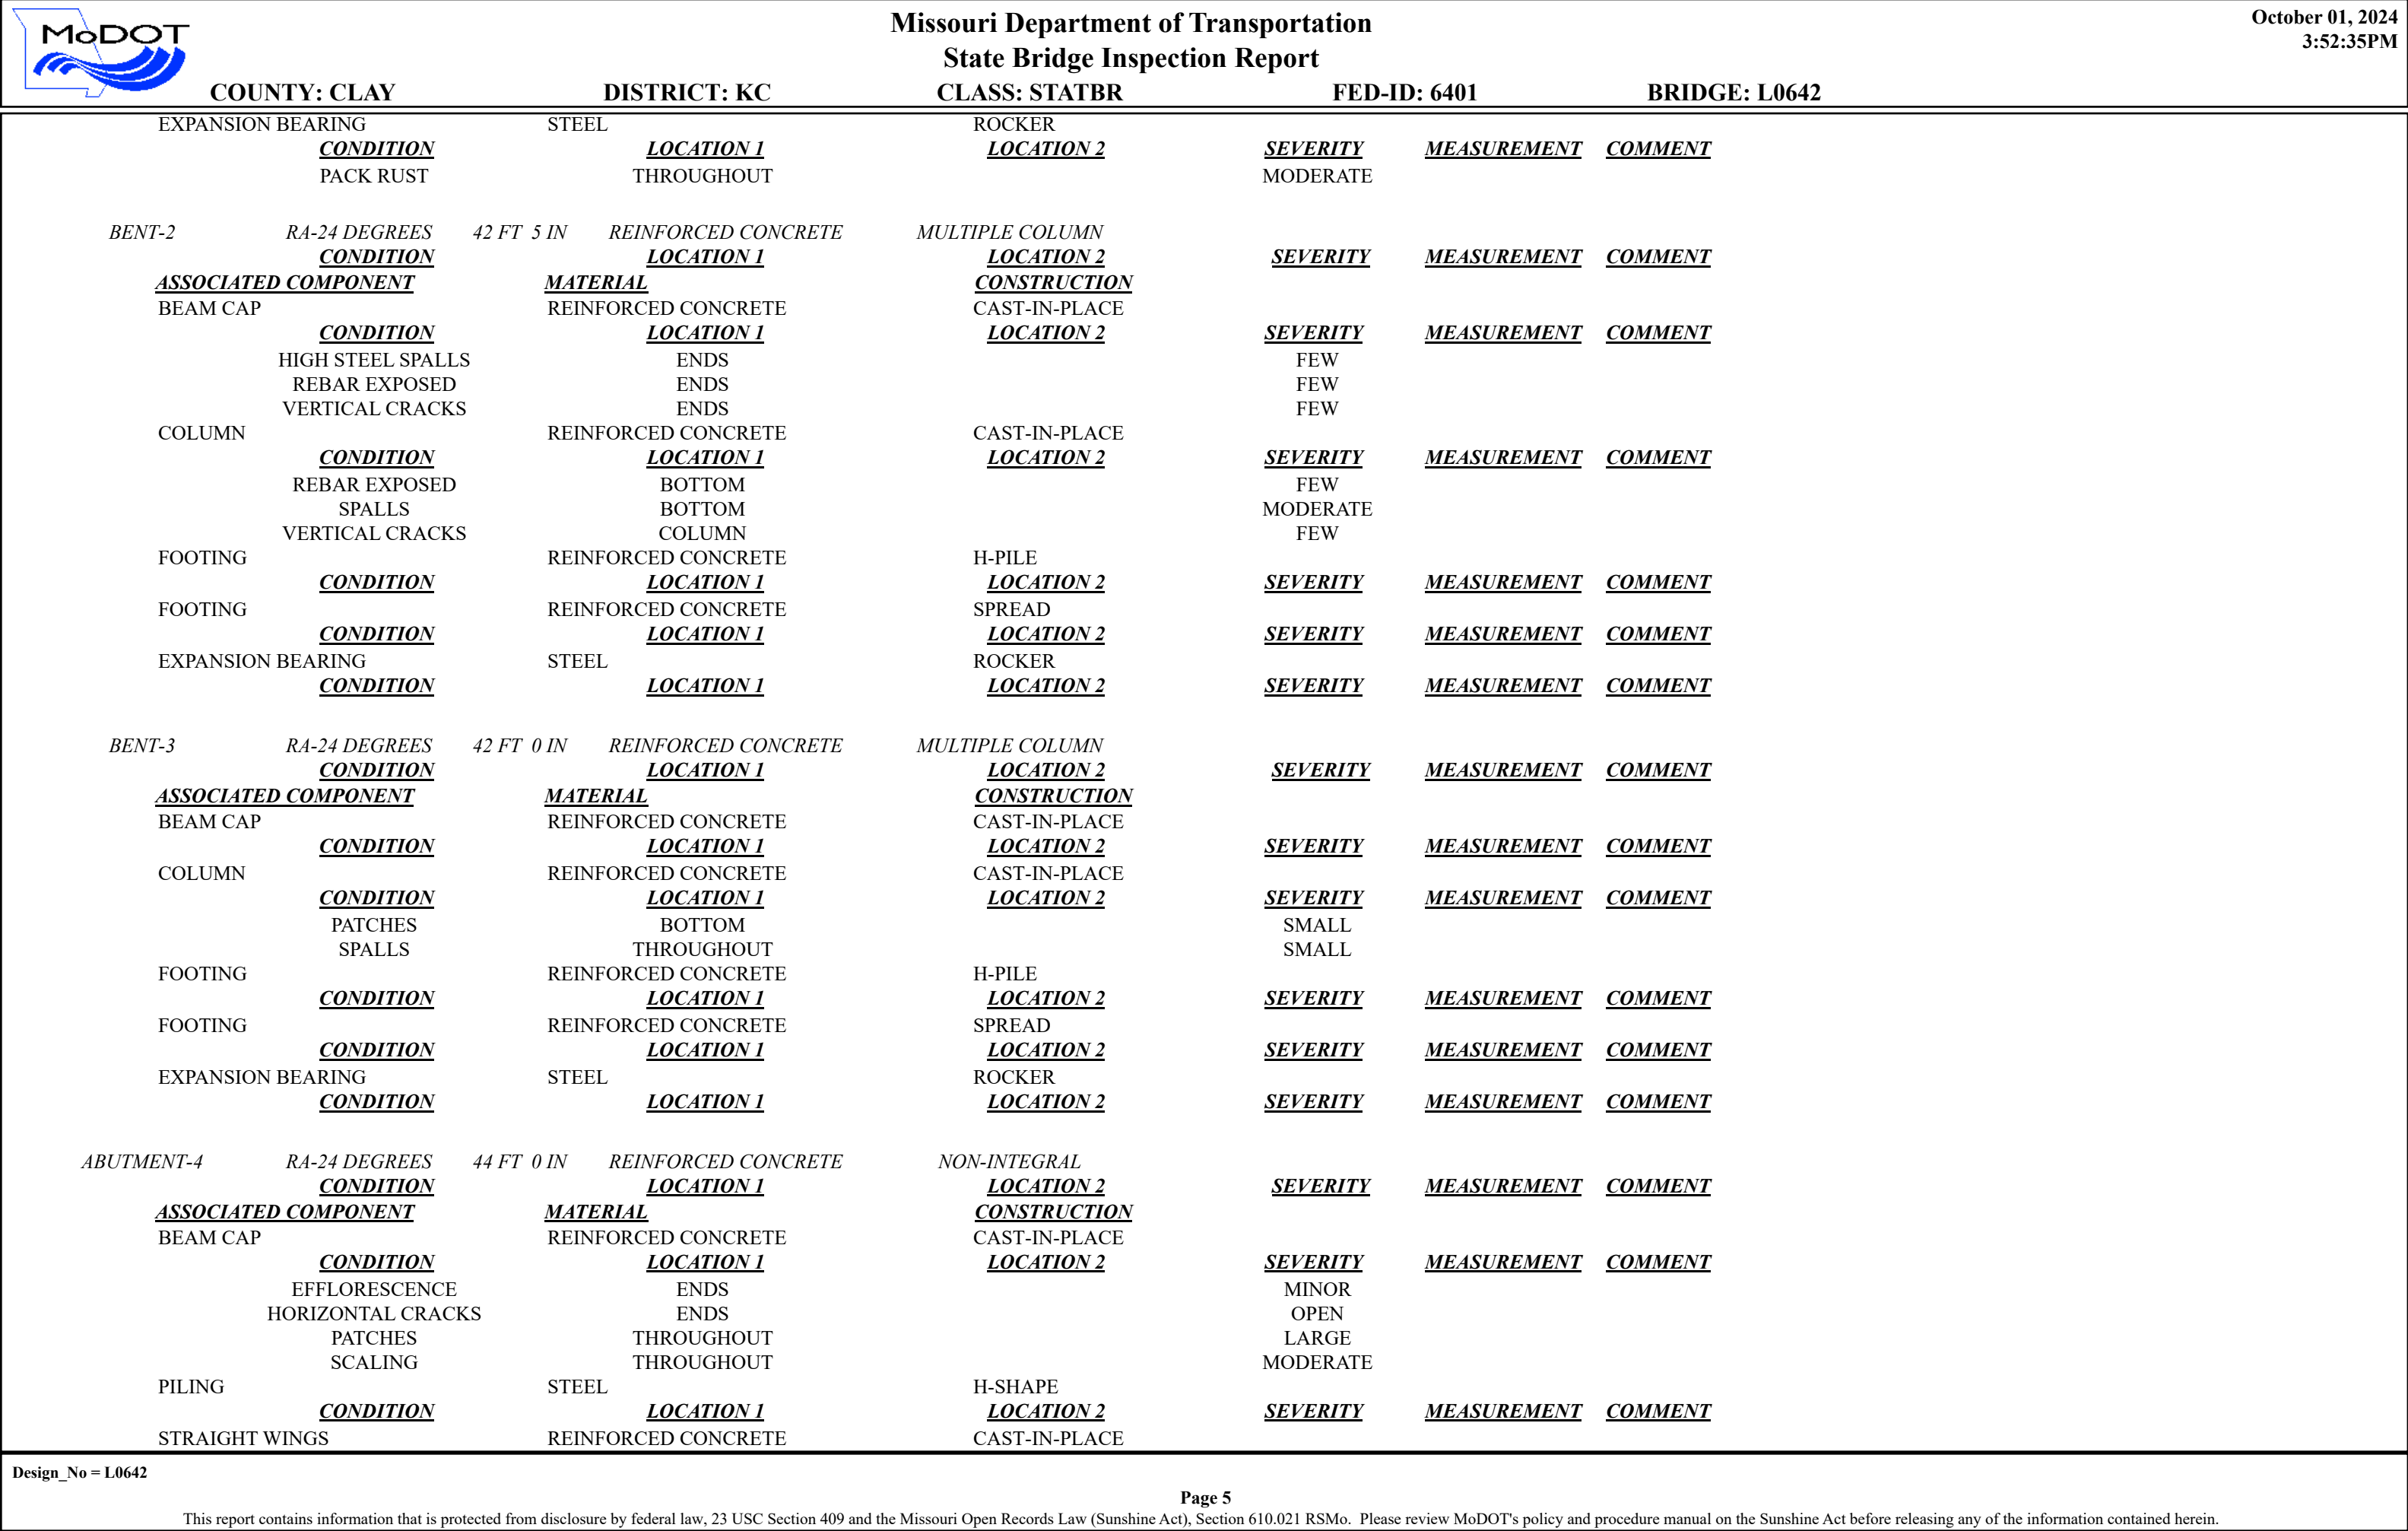 MoDOT
Missouri Department of Transportation
State Bridge Inspection Report
October 01, 2024
3:52:35PM
COUNTY: CLAY DISTRICT: KC CLASS: STATBR FED-ID: 6401 BRIDGE: L0642
EXPANSION BEARING STEEL ROCKER
CONDITION LOCATION 1 LOCATION 2 SEVERITY MEASUREMENT COMMENT
PACK RUST THROUGHOUT MODERATE
BENT-2 RA-24 DEGREES 42 FT 5 IN REINFORCED CONCRETE MULTIPLE COLUMN
CONDITION LOCATION 1 LOCATION 2 SEVERITY MEASUREMENT COMMENT
ASSOCIATED COMPONENT MATERIAL CONSTRUCTION
BEAM CAP REINFORCED CONCRETE CAST-IN-PLACE
CONDITION LOCATION 1 LOCATION 2 SEVERITY MEASUREMENT COMMENT
HIGH STEEL SPALLS ENDS FEW
REBAR EXPOSED ENDS FEW
VERTICAL CRACKS ENDS FEW
COLUMN REINFORCED CONCRETE CAST-IN-PLACE
CONDITION LOCATION 1 LOCATION 2 SEVERITY MEASUREMENT COMMENT
REBAR EXPOSED BOTTOM FEW
SPALLS BOTTOM MODERATE
VERTICAL CRACKS COLUMN FEW
FOOTING REINFORCED CONCRETE H-PILE
CONDITION LOCATION 1 LOCATION 2 SEVERITY MEASUREMENT COMMENT
FOOTING REINFORCED CONCRETE SPREAD
CONDITION LOCATION 1 LOCATION 2 SEVERITY MEASUREMENT COMMENT
EXPANSION BEARING STEEL ROCKER
CONDITION LOCATION 1 LOCATION 2 SEVERITY MEASUREMENT COMMENT
BENT-3 RA-24 DEGREES 42 FT 0 IN REINFORCED CONCRETE MULTIPLE COLUMN
CONDITION LOCATION 1 LOCATION 2 SEVERITY MEASUREMENT COMMENT
ASSOCIATED COMPONENT MATERIAL CONSTRUCTION
BEAM CAP REINFORCED CONCRETE CAST-IN-PLACE
CONDITION LOCATION 1 LOCATION 2 SEVERITY MEASUREMENT COMMENT
COLUMN REINFORCED CONCRETE CAST-IN-PLACE
CONDITION LOCATION 1 LOCATION 2 SEVERITY MEASUREMENT COMMENT
PATCHES BOTTOM SMALL
SPALLS THROUGHOUT SMALL
FOOTING REINFORCED CONCRETE H-PILE
CONDITION LOCATION 1 LOCATION 2 SEVERITY MEASUREMENT COMMENT
FOOTING REINFORCED CONCRETE SPREAD
CONDITION LOCATION 1 LOCATION 2 SEVERITY MEASUREMENT COMMENT
EXPANSION BEARING STEEL ROCKER
CONDITION LOCATION 1 LOCATION 2 SEVERITY MEASUREMENT COMMENT
ABUTMENT-4 RA-24 DEGREES 44 FT 0 IN REINFORCED CONCRETE NON-INTEGRAL
CONDITION LOCATION 1 LOCATION 2 SEVERITY MEASUREMENT COMMENT
ASSOCIATED COMPONENT MATERIAL CONSTRUCTION
BEAM CAP REINFORCED CONCRETE CAST-IN-PLACE
CONDITION LOCATION 1 LOCATION 2 SEVERITY MEASUREMENT COMMENT
EFFLORESCENCE ENDS MINOR
HORIZONTAL CRACKS ENDS OPEN
PATCHES THROUGHOUT LARGE
SCALING THROUGHOUT MODERATE
PILING STEEL H-SHAPE
CONDITION LOCATION 1 LOCATION 2 SEVERITY MEASUREMENT COMMENT
STRAIGHT WINGS REINFORCED CONCRETE CAST-IN-PLACE
Design_No = L0642
Page 5
This report contains information that is protected from disclosure by federal law, 23 USC Section 409 and the Missouri Open Records Law (Sunshine Act), Section 610.021 RSMo. Please review MoDOT's policy and procedure manual on the Sunshine Act before releasing any of the information contained herein.